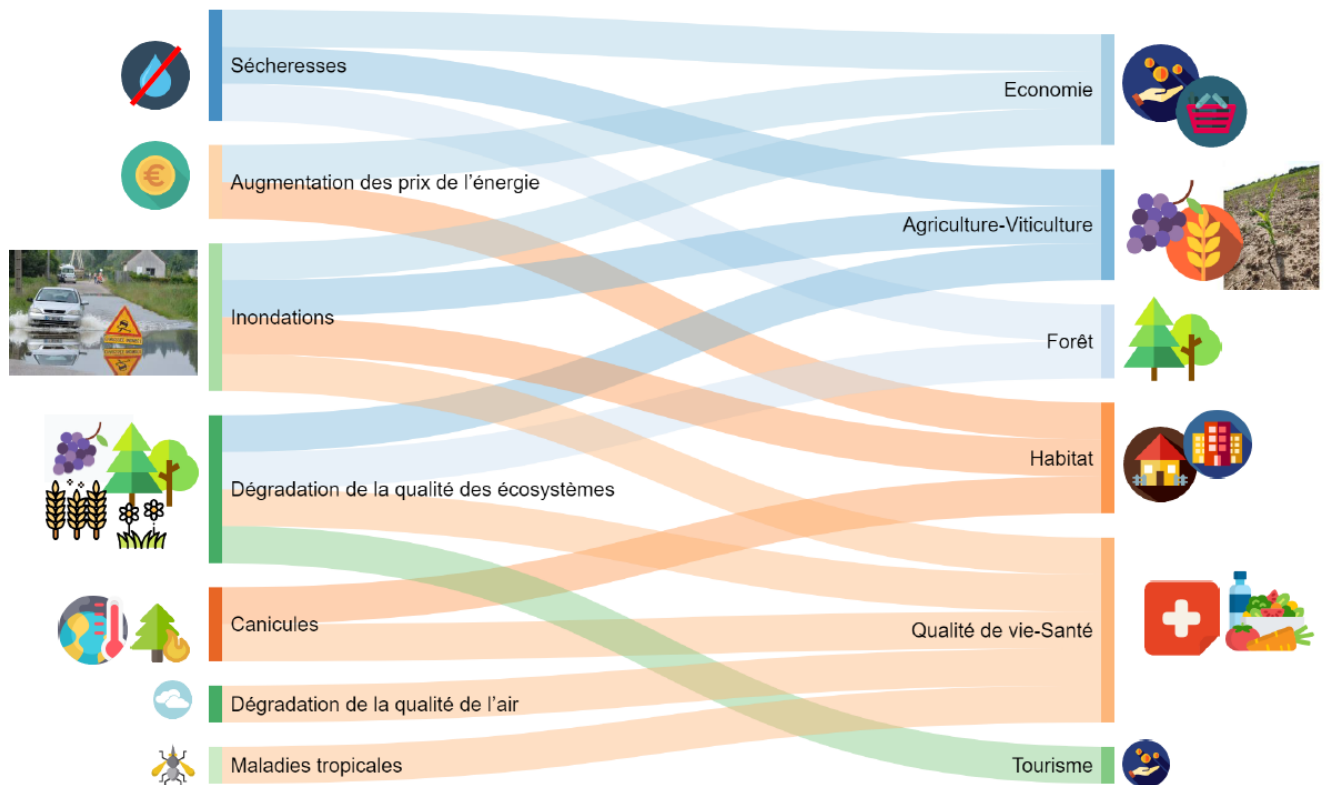 Sécheresses
Augmentation des prix de l’énergie
Inondations
Dégradation de la qualité des écosystèmes
Canicules
Dégradation de la qualité de l’air
Maladies tropicales
Economie
Agriculture-Viticulture
Forêt
Habitat
Qualité de vie-Santé
Tourisme